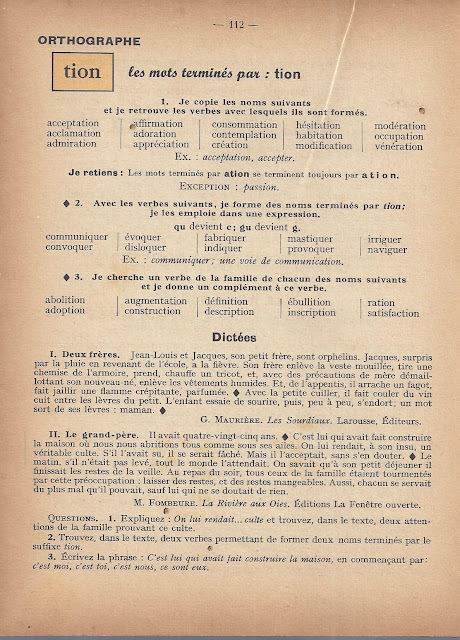 — 112 —
ORTHOGRAPHE
tion
les mots terminés par : tion
1. Je copie les noms suivants
et je retrouve les verbes avec lesquels ils sont formés.
acceptation affirmation consommation hésitation modération
acclamation adoration contemplation habitation occupation
admiration appréciation création modification vénération
Ex. : acceptation, accepter.
Je retiens : Les mots terminés par ation se terminent toujours par ation.
Exception : passion.
◆ 2. Avec les verbes suivants, je forme des noms terminés par tion;
je les emploie dans une expression.
qu devient c; gu devient g.
communiquer évoquer fabriquer mastiquer irriguer
convoquer disloquer indiquer provoquer naviguer
Ex. : communiquer; une voie de communication.
◆ 3. Je cherche un verbe de la famille de chacun des noms suivants
et je donne un complément à ce verbe.
abolition augmentation définition ébullition ration
adoption construction description inscription satisfaction
Dictées
I. Deux frères. Jean-Louis et Jacques, son petit frère, sont orphelins. Jacques, surpris
par la pluie en revenant de l'école, a la fièvre. Son frère enlève la veste mouillée, tire une
chemise de l'armoire, prend, chauffe un tricot, et, avec des précautions de mère démail-
lottant son nouveau-né, enlève les vêtements humides. Et, de l'appentis, il arrache un fagot,
fait jaillir une flamme crépitante, parfumée. ◆ Avec la petite cuiller, il fait couler du vin
cuit entre les lèvres du petit. L'enfant essaie de sourire, puis, peu à peu, s'endort; un mot
sort de ses lèvres : maman. ◆
G. Maurière. Les Sourdiaux. Larousse, Éditeurs.
II. Le grand-père. Il avait quatre-vingt-cinq ans. ◆ C'est lui qui avait fait construire
la maison où nous nous abritions tous comme sous ses ailes. On lui rendait, à son insu, un
véritable culte. S'il l'avait su, il se serait fâché. Mais il l'acceptait, sans s'en douter. ◆ Le
matin, s'il n'était pas levé, tout le monde l'attendait. On savait qu'à son petit déjeuner il
finissait les restes de la veille. Au repas du soir, tous ceux de la famille étaient tourmentés
par cette préoccupation : laisser des restes, et des restes mangeables. Aussi, chacun se servait
du plus mal qu'il pouvait, sauf lui qui ne se doutait de rien.
M. Fombeure. La Rivière aux Oies. Éditions La Fenêtre ouverte.
Questions. 1. Expliquez : On lui rendait... culte et trouvez, dans le texte, deux atten-
tions de la famille prouvant ce culte.
2. Trouvez, dans le texte, deux verbes permettant de former deux noms terminés par le
suffixe tion.
3. Écrivez la phrase : C'est lui qui avait fait construire la maison, en commençant par:
c'est moi, c'est toi, c'est nous, ce sont eux.